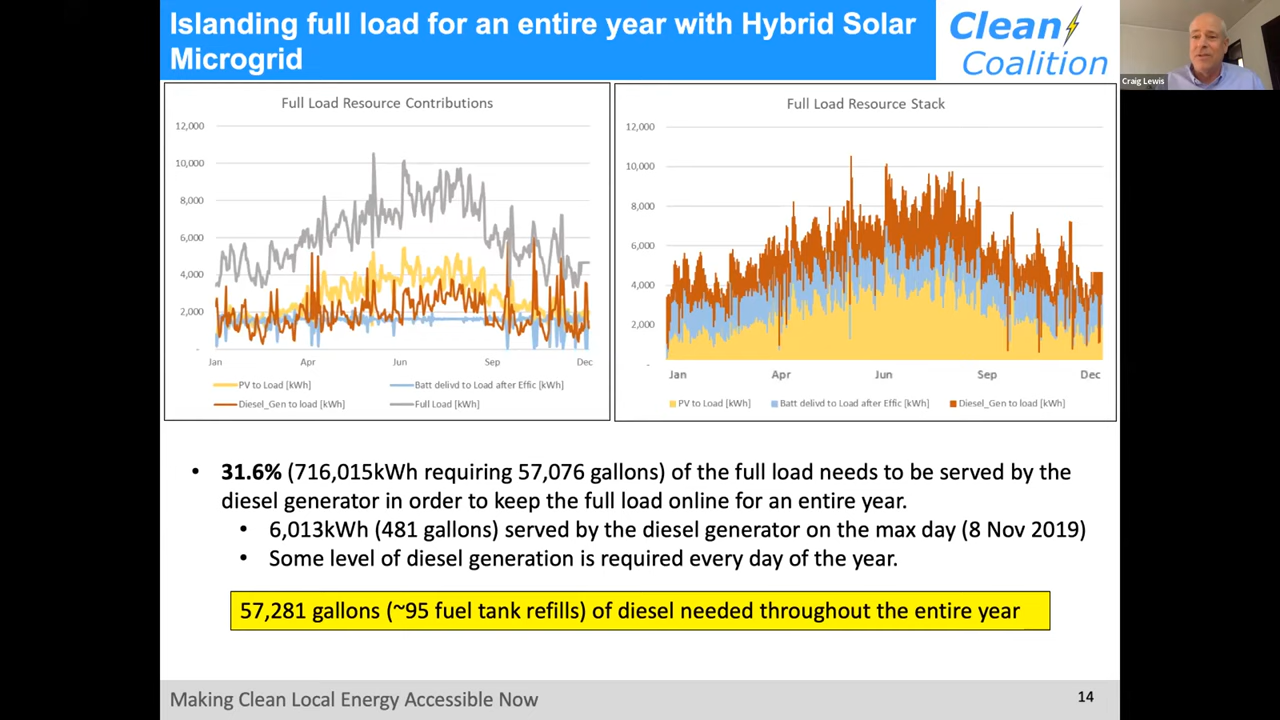 Islanding full load for an entire year with Hybrid Solar
Microgrid
Clean
Coalition
Craig Lewis
Full Load Resource Contributions
12,000
10,000
8,000
6,000
4,000
2,000
-
Jan Apr Jun Sep Dec
PV to Load [kWh] Batt delivd to Load after Effic [kWh]
Diesel_Gen to load [kWh] Full Load [kWh]
Full Load Resource Stack
12,000
10,000
8,000
6,000
4,000
2,000
-
Jan Apr Jun Sep Dec
PV to Load [kWh] Batt delivd to Load after Effic [kWh] Diesel_Gen to load [kWh]
• 31.6% (716,015kWh requiring 57,076 gallons) of the full load needs to be served by the
diesel generator in order to keep the full load online for an entire year.
• 6,013kWh (481 gallons) served by the diesel generator on the max day (8 Nov 2019)
• Some level of diesel generation is required every day of the year.
57,281 gallons (~95 fuel tank refills) of diesel needed throughout the entire year
Making Clean Local Energy Accessible Now
14